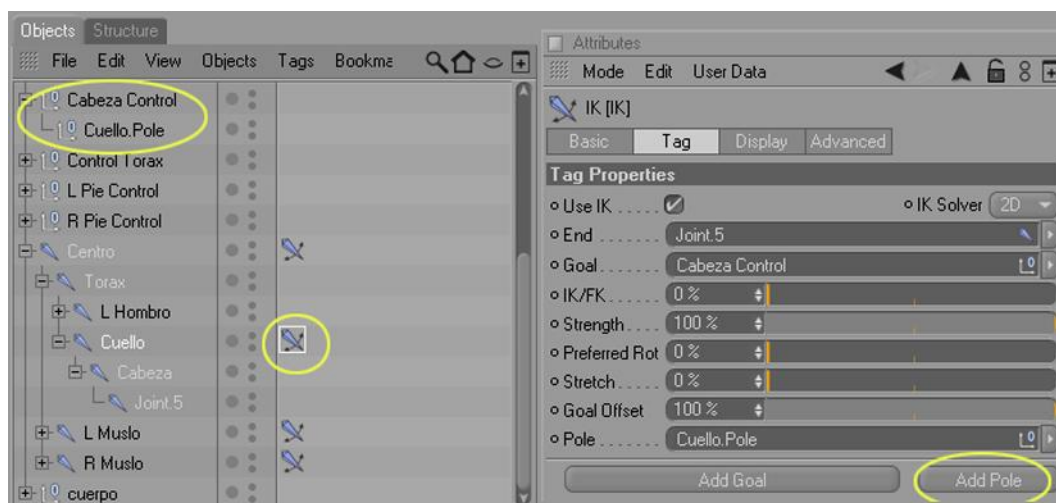 Objects Structure
File Edit View Objects Tags Bookma
Cabeza Control
Cuello.Pole
Control Torax
L Pie Control
R Pie Control
Centro
Torax
L Hombro
Cuello
Cabeza
Joint.5
L Muslo
R Muslo
cuerpo
Attributes
Mode Edit User Data
IK [IK]
Basic Tag Display Advanced
Tag Properties
Use IK ..... IK Solver 2D
End ....... Joint.5
Goal....... Cabeza Control
IK/FK...... 0 %
Strength.... 100 %
Preferred Rot 0 %
Stretch..... 0 %
Goal Offset 100 %
Pole....... Cuello.Pole
Add Goal Add Pole